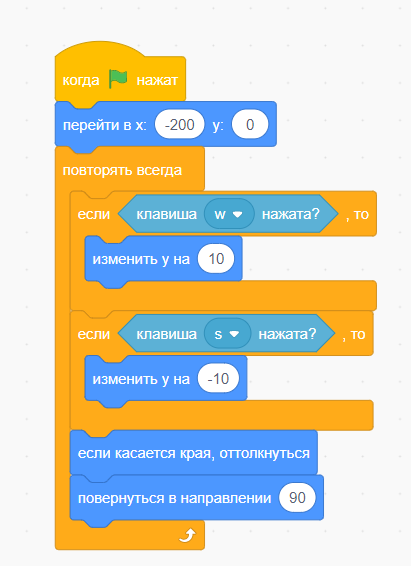 когда нажат
перейти в x: -200 y: 0
повторять всегда
если клавиша w нажата? , то
изменить y на 10
если клавиша s нажата? , то
изменить y на -10
если касается края, оттолкнуться
повернуться в направлении 90